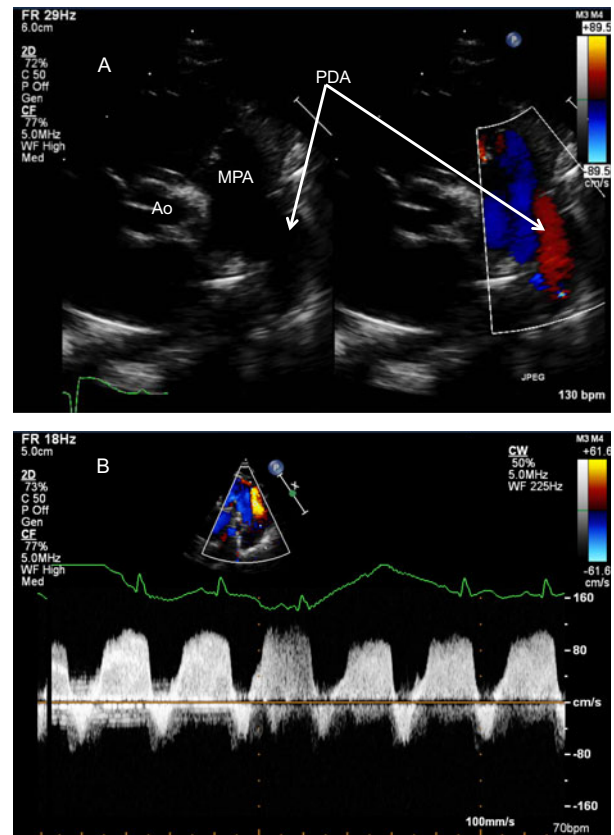 FR 29Hz
6.0cm
2D
72%
C 50
P Off
Gen
CF
77%
5.0MHz
WF High
Med
A
PDA
P
M3 M4
+89.5
-89.5
cm/s
MPA
Ao
JPEG
130 bpm
FR 18Hz
5.0cm
2D
73%
C 50
P Off
Gen
CF
77%
5.0MHz
WF High
Med
B
P
x
CW
50%
5.0MHz
WF 225Hz
M3 M4
+61.6
-61.6
cm/s
160
80
cm/s
-80
-160
100mm/s
70bpm